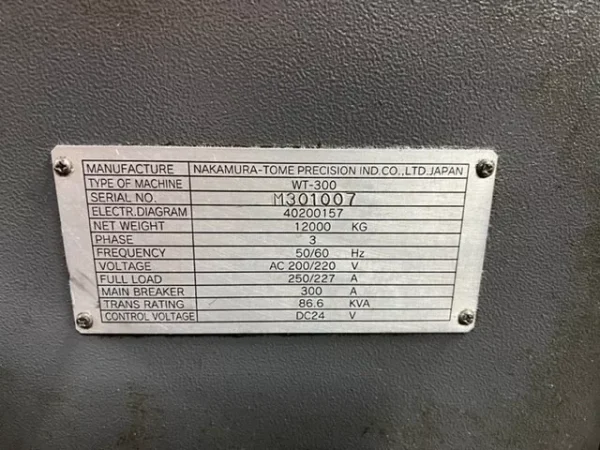 MANUFACTURE NAKAMURA-TOME PRECISION IND.CO.,LTD.JAPAN
TYPE OF MACHINE WT-300
SERIAL NO. M301007
ELECTR.DIAGRAM 40200157
NET WEIGHT 12000 KG
PHASE 3
FREQUENCY 50/60 Hz
VOLTAGE AC 200/220 V
FULL LOAD 250/227 A
MAIN BREAKER 300 A
TRANS RATING 86.6 KVA
CONTROL VOLTAGE DC24 V